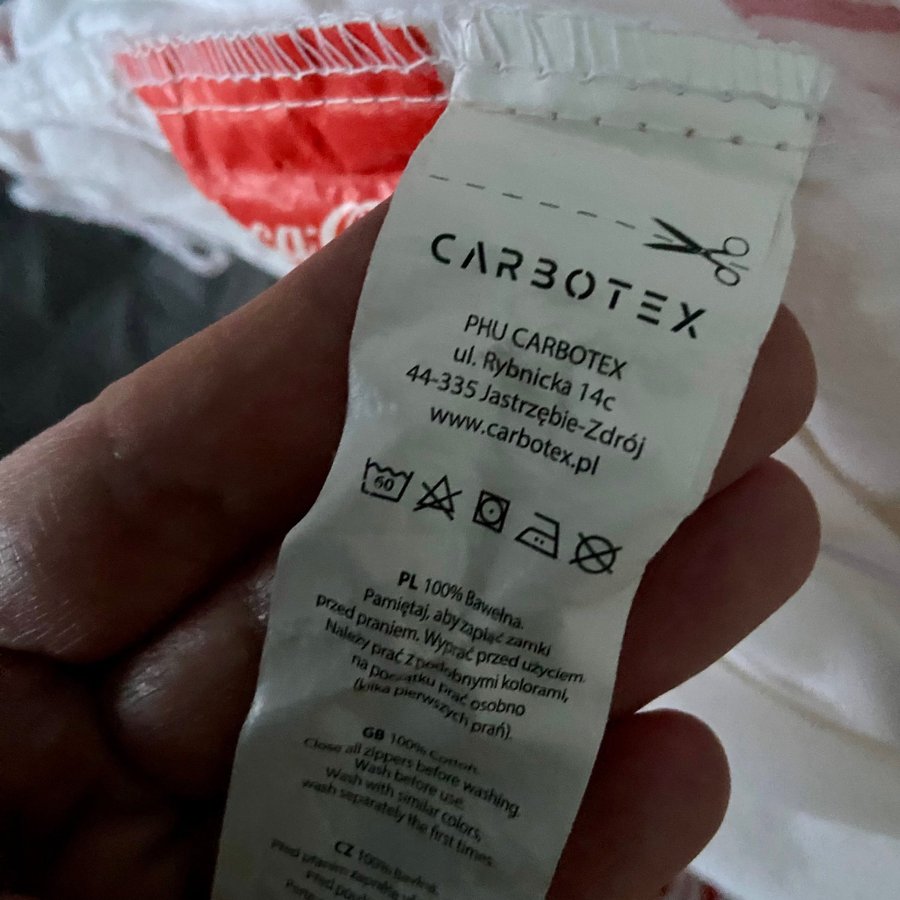 CARBOTEX
PHU CARBOTEX
ul. Rybnicka 14c
44-335 Jastrzębie-Zdrój
www.carbotex.pl
60
PL 100% Bawełna.
Pamiętaj, aby zapiąć zamki
przed praniem. Wyprać przed użyciem.
Należy prać z podobnymi kolorami,
na początku prać osobno
(kilka pierwszych prań).
GB 100% Cotton.
Close all zippers before washing.
Wash before use.
Wash with similar colors,
wash separately the first times.
CZ 100% Bavlna.